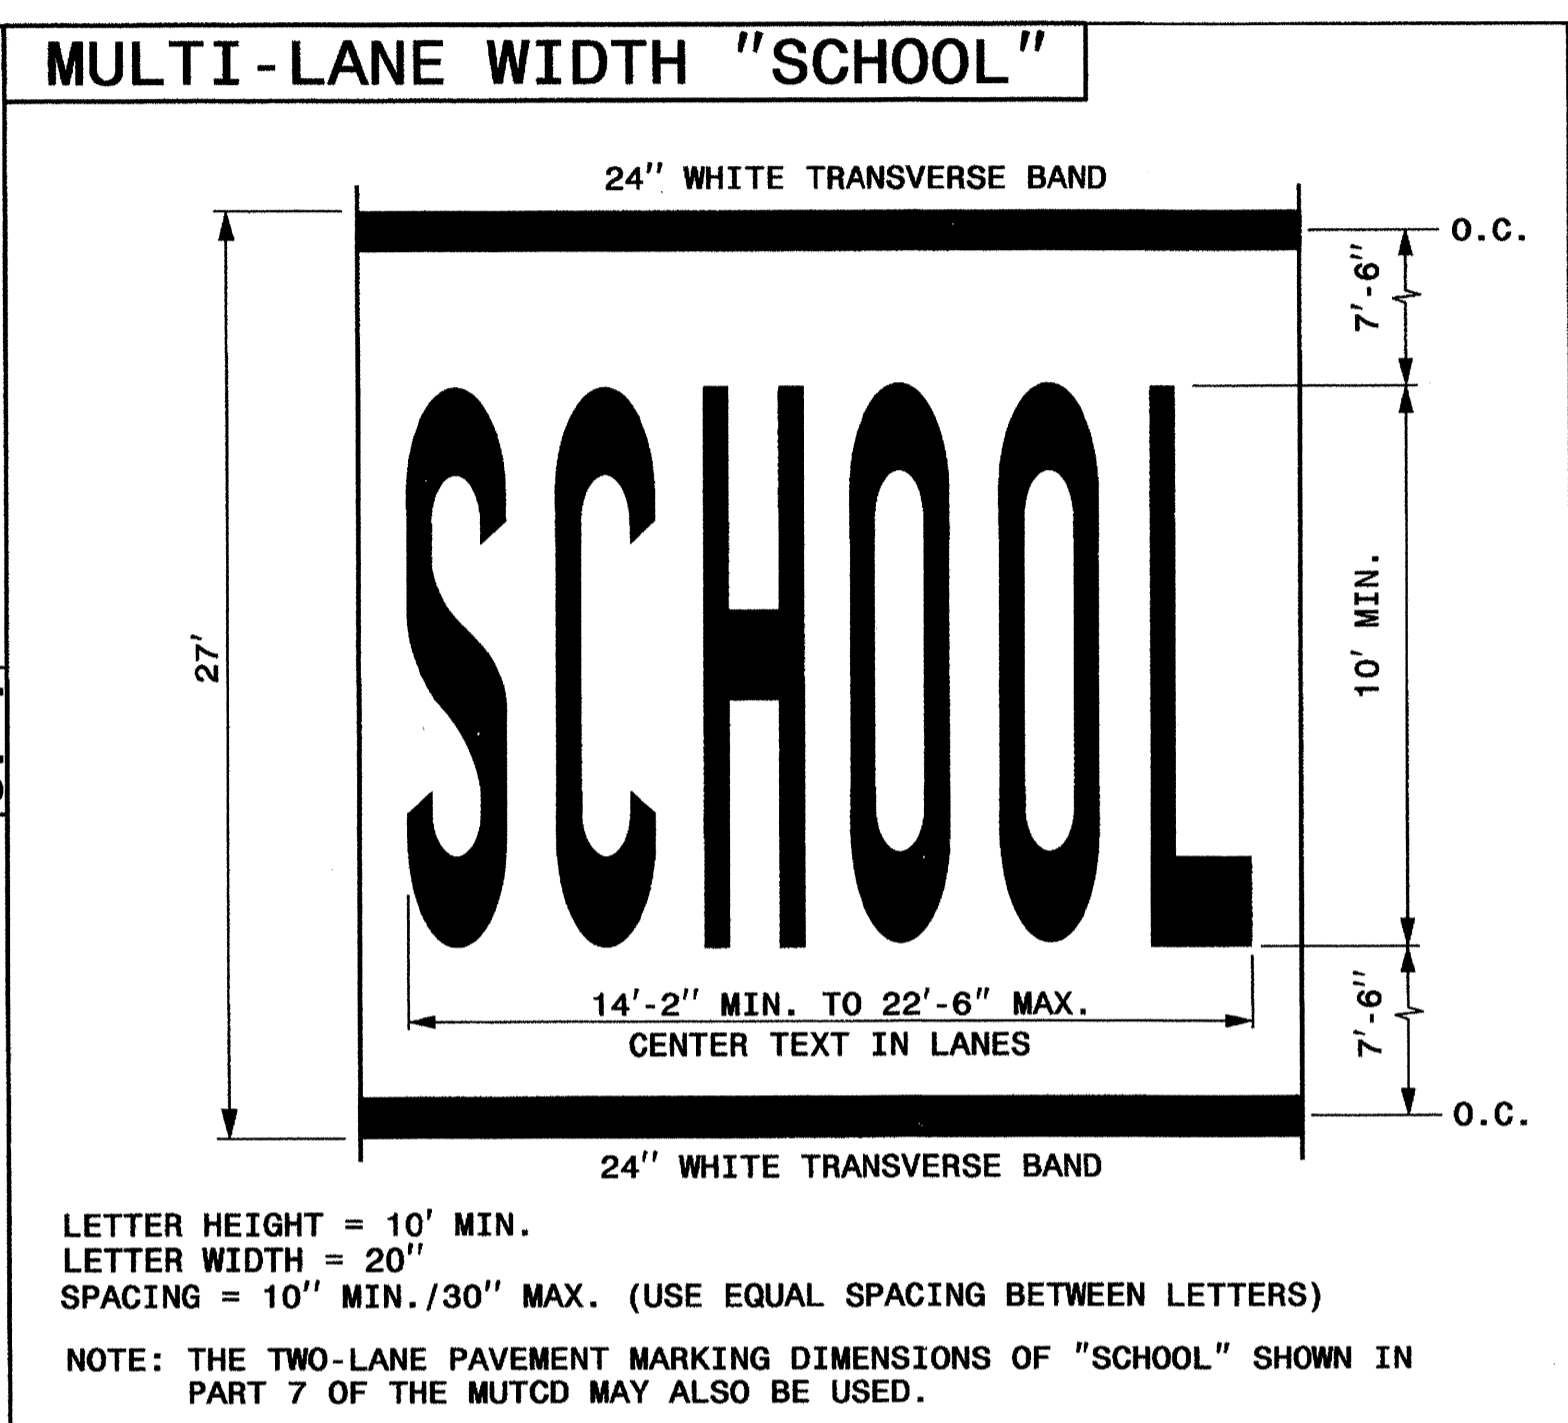 MULTI-LANE WIDTH "SCHOOL"
24" WHITE TRANSVERSE BAND
O.C.
7'-6"
SCHOOL
27'
10' MIN.
14'-2" MIN. TO 22'-6" MAX.
CENTER TEXT IN LANES
7'-6"
O.C.
24" WHITE TRANSVERSE BAND
LETTER HEIGHT = 10' MIN.
LETTER WIDTH = 20"
SPACING = 10" MIN./30" MAX. (USE EQUAL SPACING BETWEEN LETTERS)
NOTE: THE TWO-LANE PAVEMENT MARKING DIMENSIONS OF "SCHOOL" SHOWN IN
PART 7 OF THE MUTCD MAY ALSO BE USED.